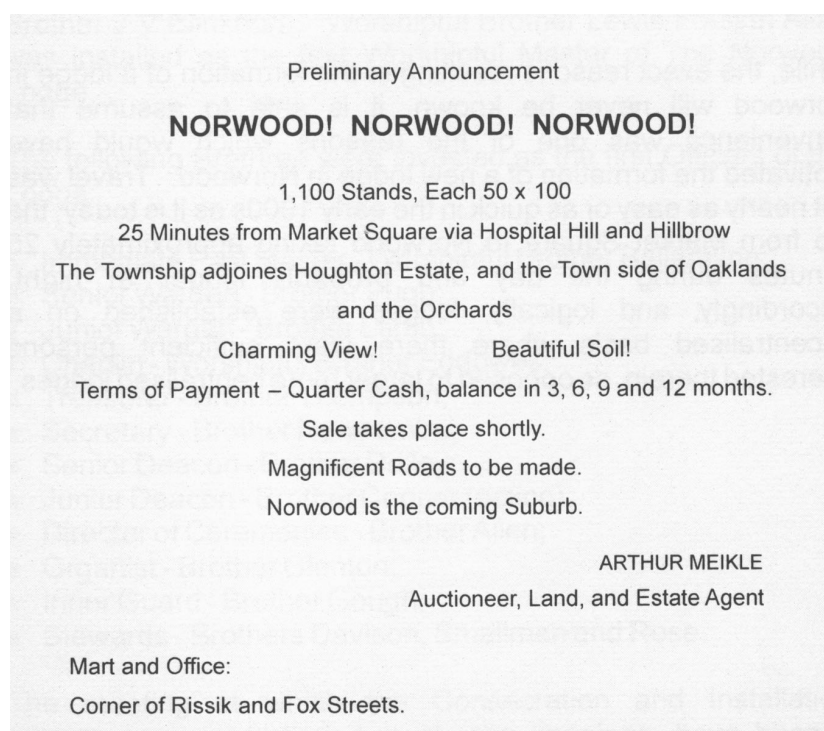 Preliminary Announcement
NORWOOD! NORWOOD! NORWOOD!
1,100 Stands, Each 50 x 100
25 Minutes from Market Square via Hospital Hill and Hillbrow
The Township adjoines Houghton Estate, and the Town side of Oaklands
and the Orchards
Charming View! Beautiful Soil!
Terms of Payment – Quarter Cash, balance in 3, 6, 9 and 12 months.
Sale takes place shortly.
Magnificent Roads to be made.
Norwood is the coming Suburb.
ARTHUR MEIKLE
Auctioneer, Land, and Estate Agent
Mart and Office:
Corner of Rissik and Fox Streets.